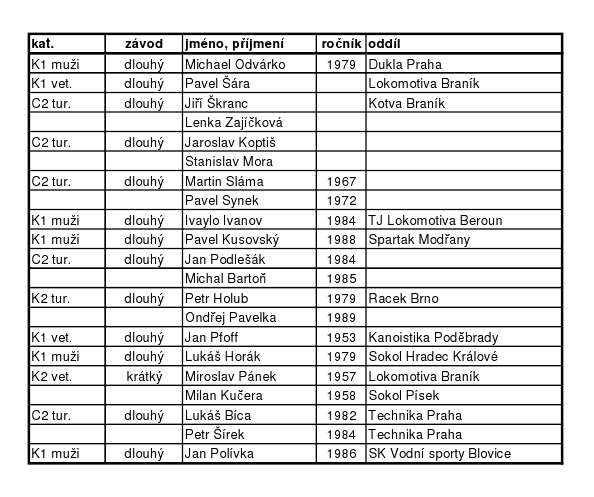 kat. závod jméno, příjmení ročník oddíl
K1 muži dlouhý Michael Odvárko 1979 Dukla Praha
K1 vet. dlouhý Pavel Šára Lokomotiva Braník
C2 tur. dlouhý Jiří Škranc Kotva Braník
Lenka Zajíčková
C2 tur. dlouhý Jaroslav Koptiš
Stanislav Mora
C2 tur. dlouhý Martin Sláma 1967
Pavel Synek 1972
K1 muži dlouhý Ivaylo Ivanov 1984 TJ Lokomotiva Beroun
K1 muži dlouhý Pavel Kusovský 1988 Spartak Modřany
C2 tur. dlouhý Jan Podlešák 1984
Michal Bartoň 1985
K2 tur. dlouhý Petr Holub 1979 Racek Brno
Ondřej Pavelka 1989
K1 vet. dlouhý Jan Pfoff 1953 Kanoistika Poděbrady
K1 muži dlouhý Lukáš Horák 1979 Sokol Hradec Králové
K2 vet. krátký Miroslav Pánek 1957 Lokomotiva Braník
Milan Kučera 1958 Sokol Písek
C2 tur. dlouhý Lukáš Bíca 1982 Technika Praha
Petr Šírek 1984 Technika Praha
K1 muži dlouhý Jan Polívka 1986 SK Vodní sporty Blovice